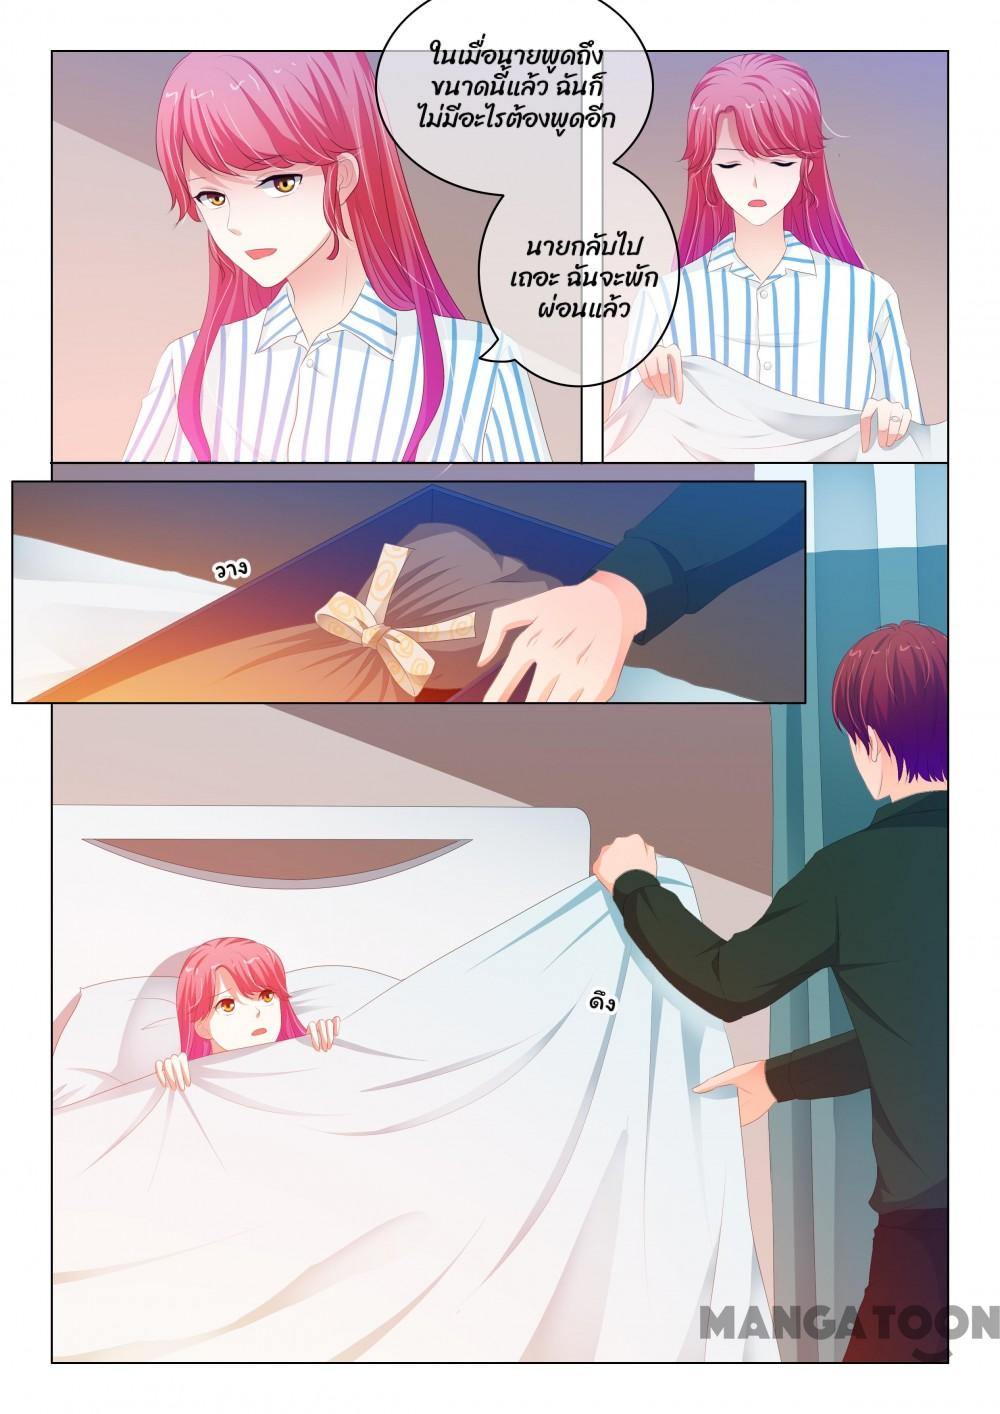 ในเมื่อนายพูดถึง
ขนาดนี้แล้ว ฉันก็
ไม่มีอะไรต้องพูดอีก
นายกลับไป
เถอะ ฉันจะพัก
ผ่อนแล้ว
วาง
ดึง
MANGATOON